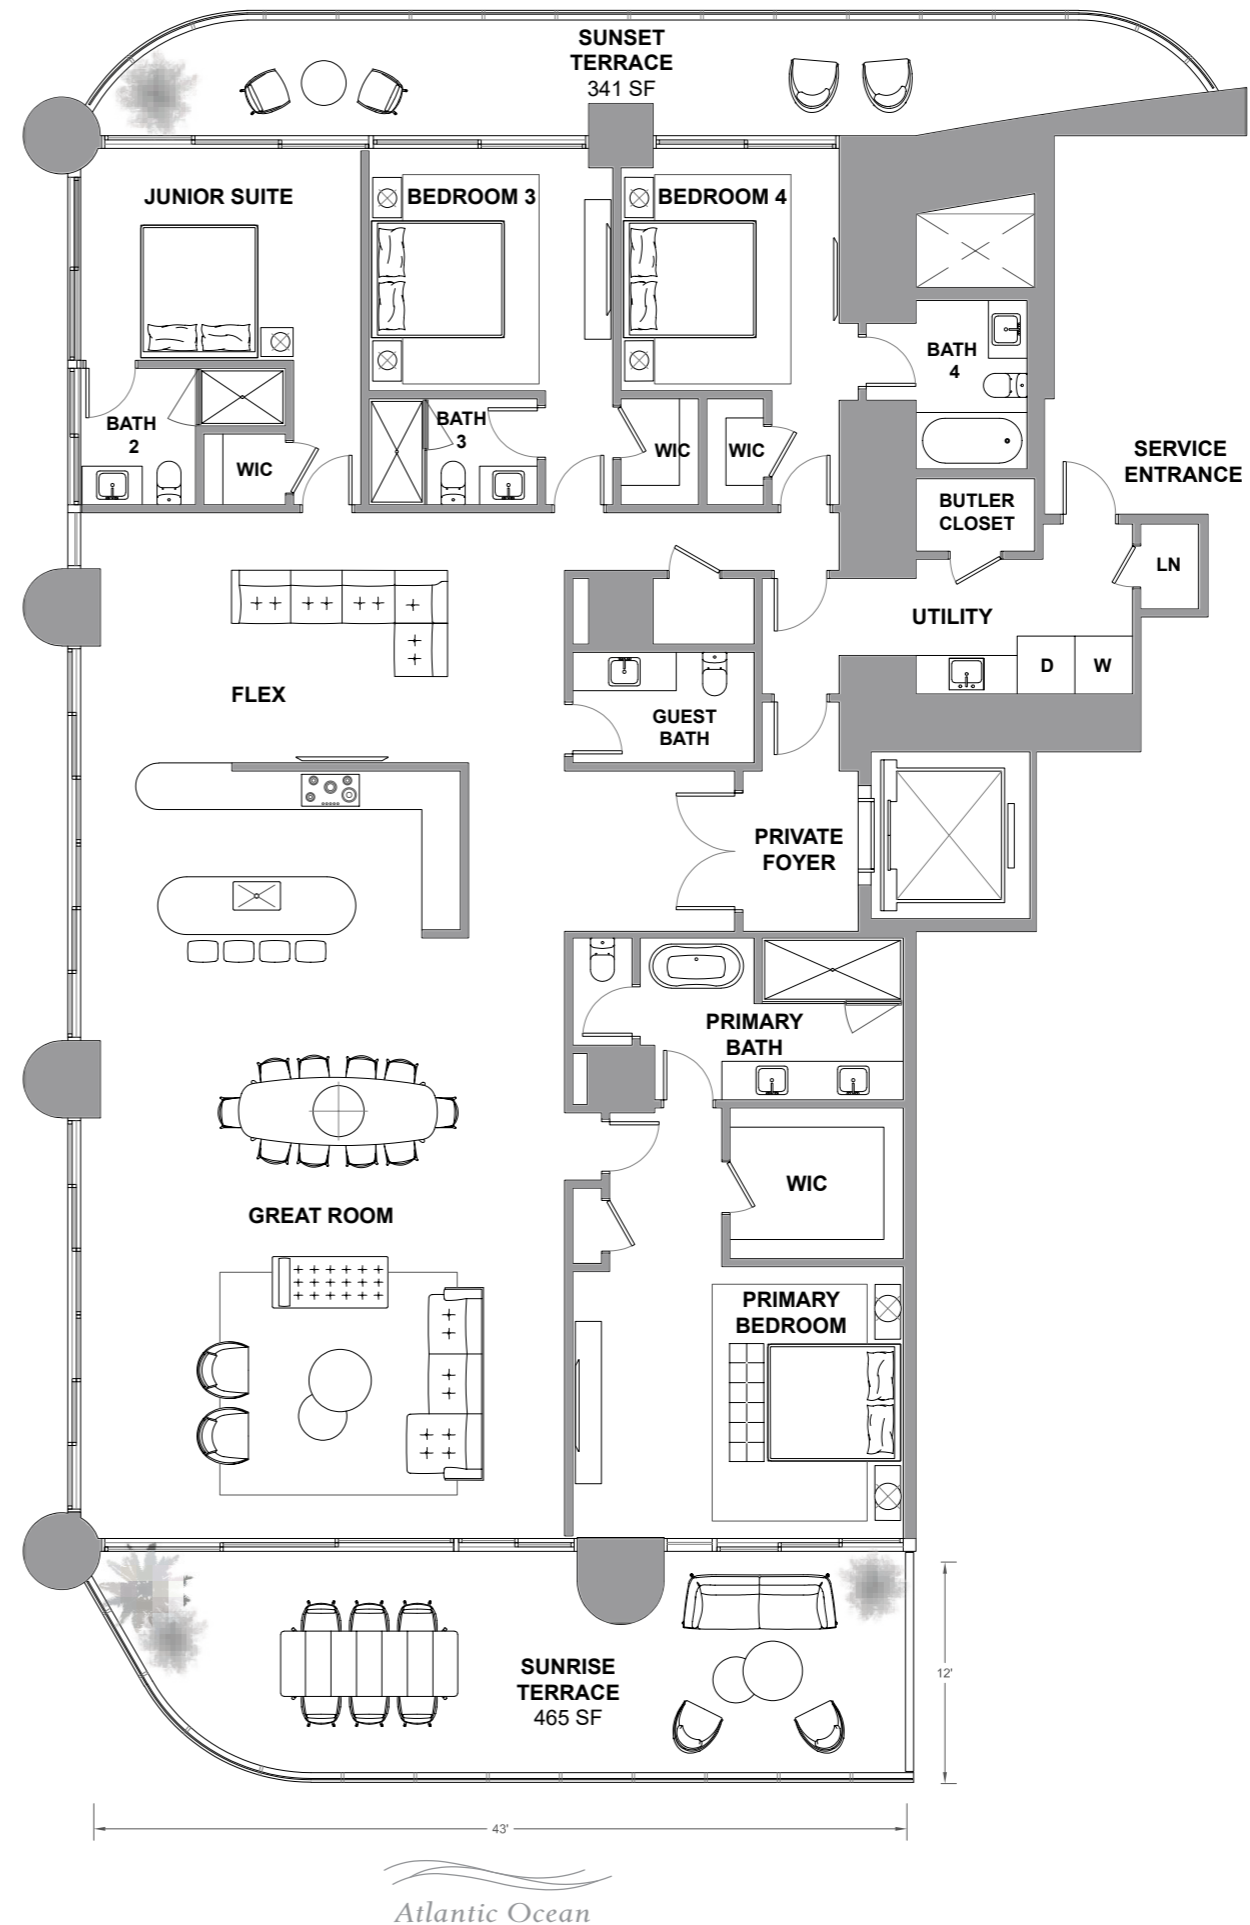 SUNSET
TERRACE
341 SF
JUNIOR SUITE
BEDROOM 3
BEDROOM 4
BATH
4
BATH
2
WIC
BATH
3
WIC
WIC
SERVICE
ENTRANCE
BUTLER
CLOSET
LN
UTILITY
D
W
FLEX
GUEST
BATH
PRIVATE
FOYER
PRIMARY
BATH
WIC
GREAT ROOM
PRIMARY
BEDROOM
SUNRISE
TERRACE
465 SF
12'
43'
Atlantic Ocean